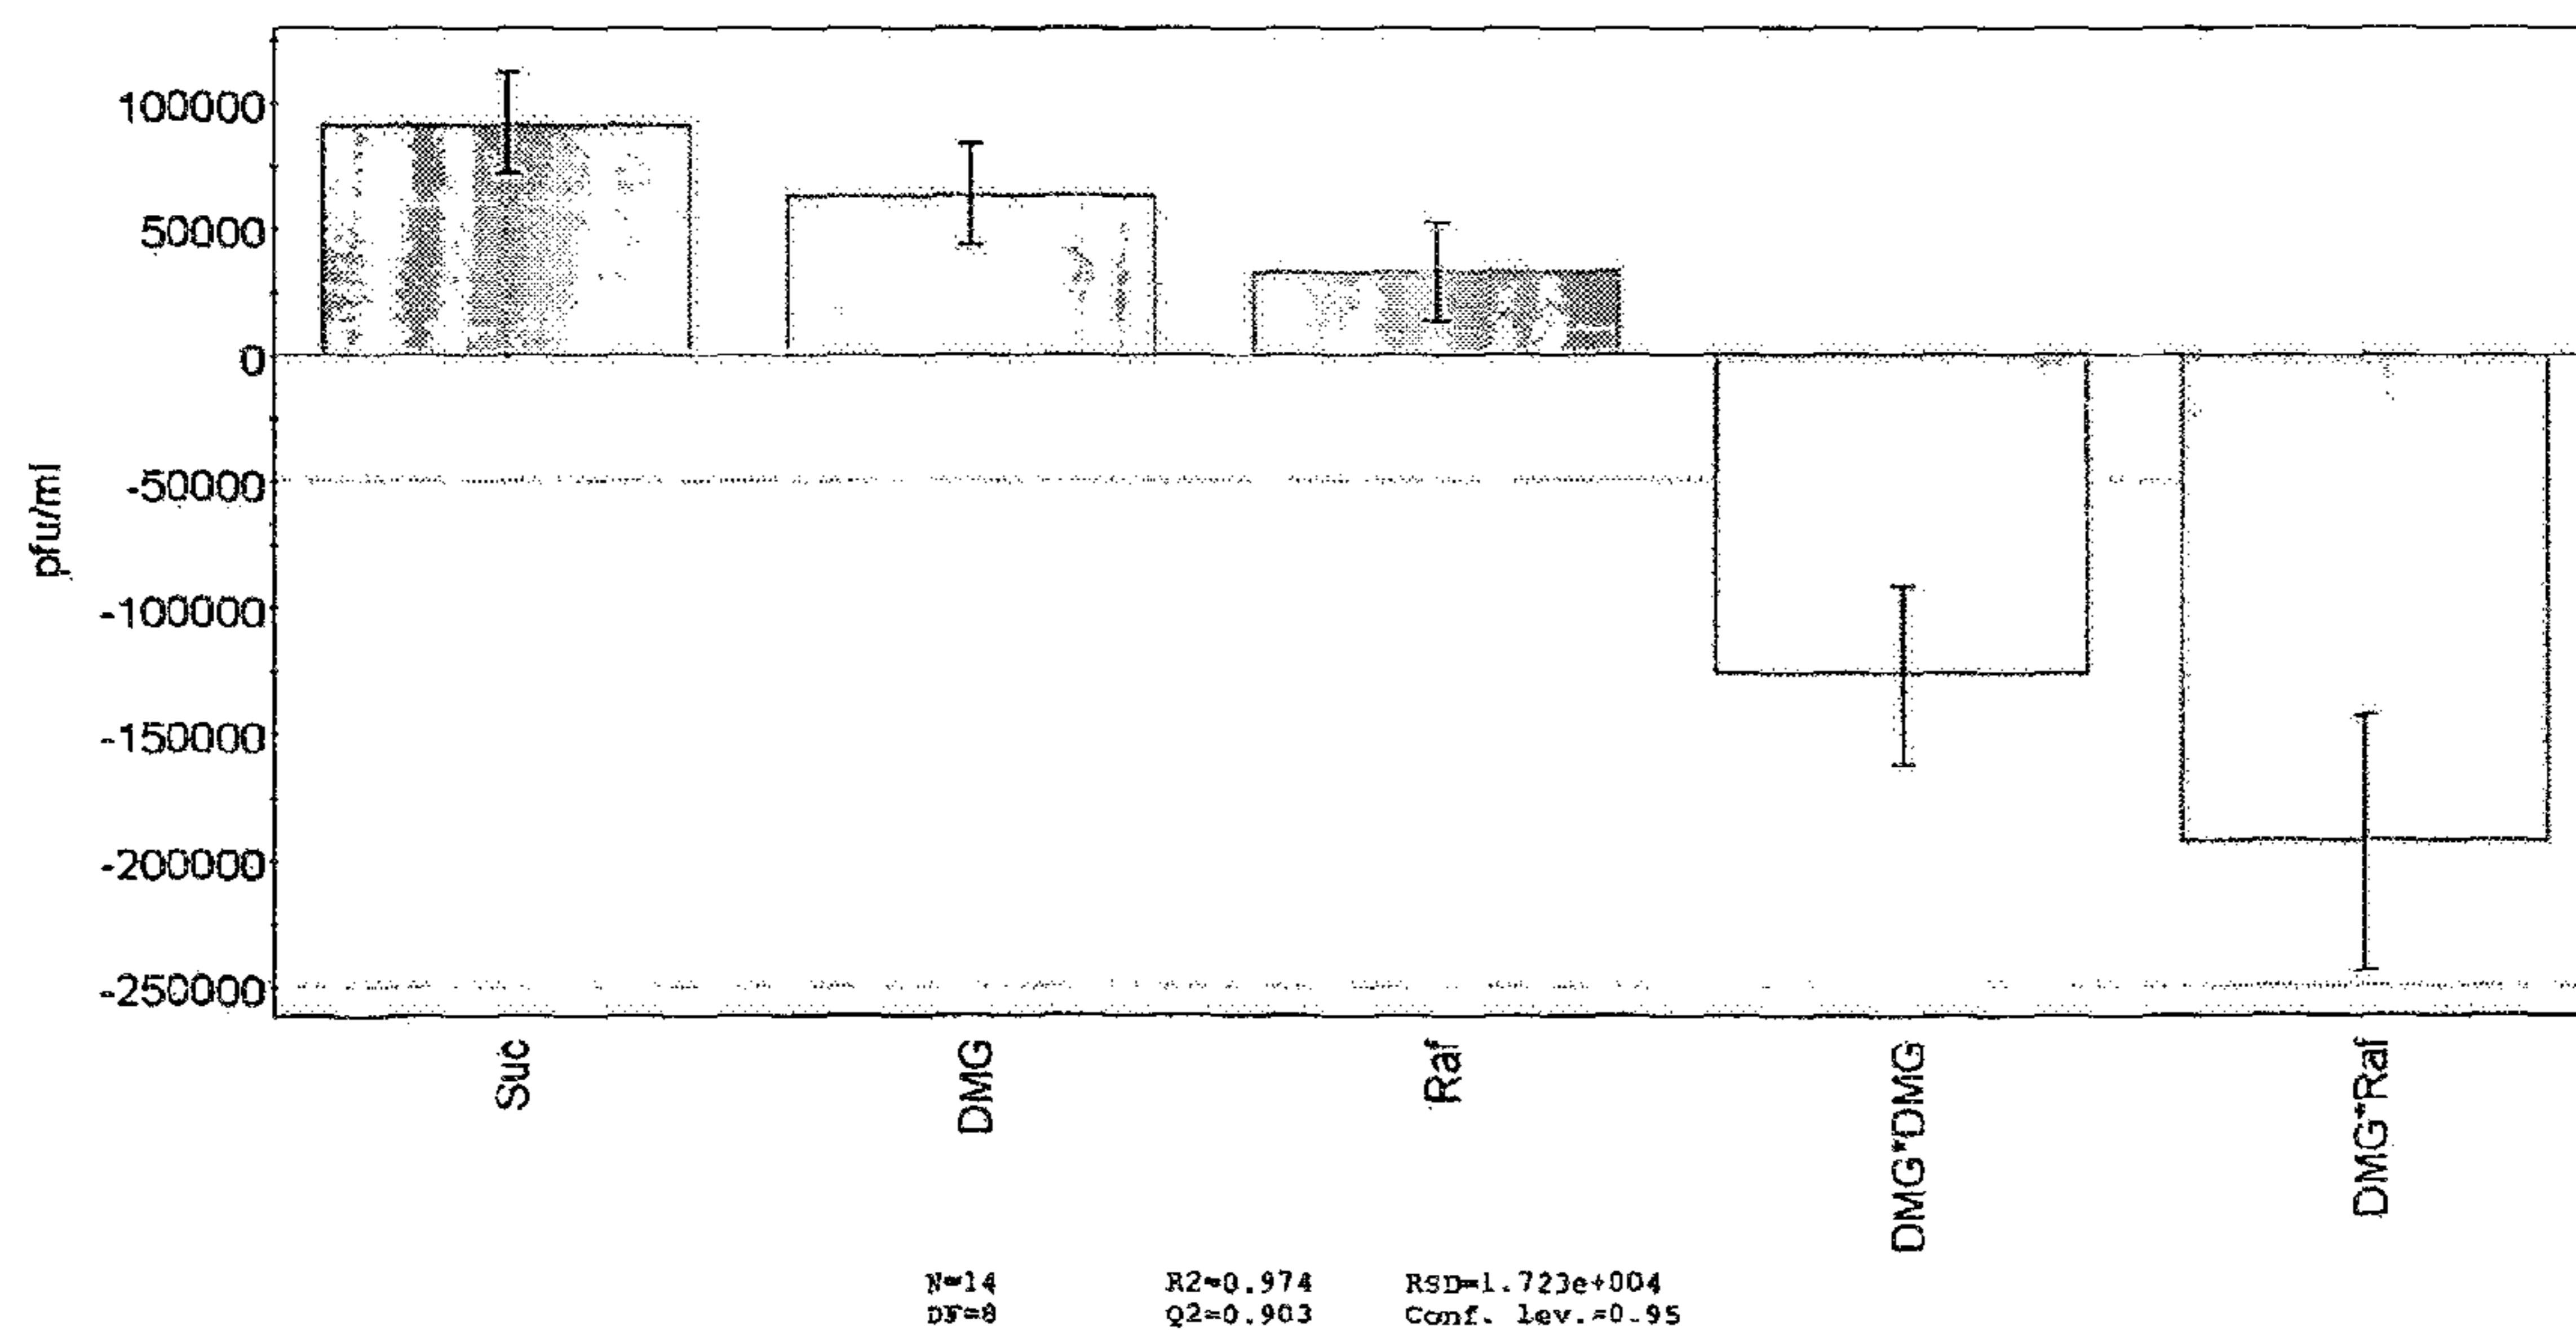 pfu/ml
100000
50000
0
-50000
-100000
-150000
-200000
-250000
Suc
DMG
Raf
DMG*DMG
DMG*Raf
N=14 R2=0.974 RSD=1.723e+004
DF=8 Q2=0.903 Conf. lev.=0.95